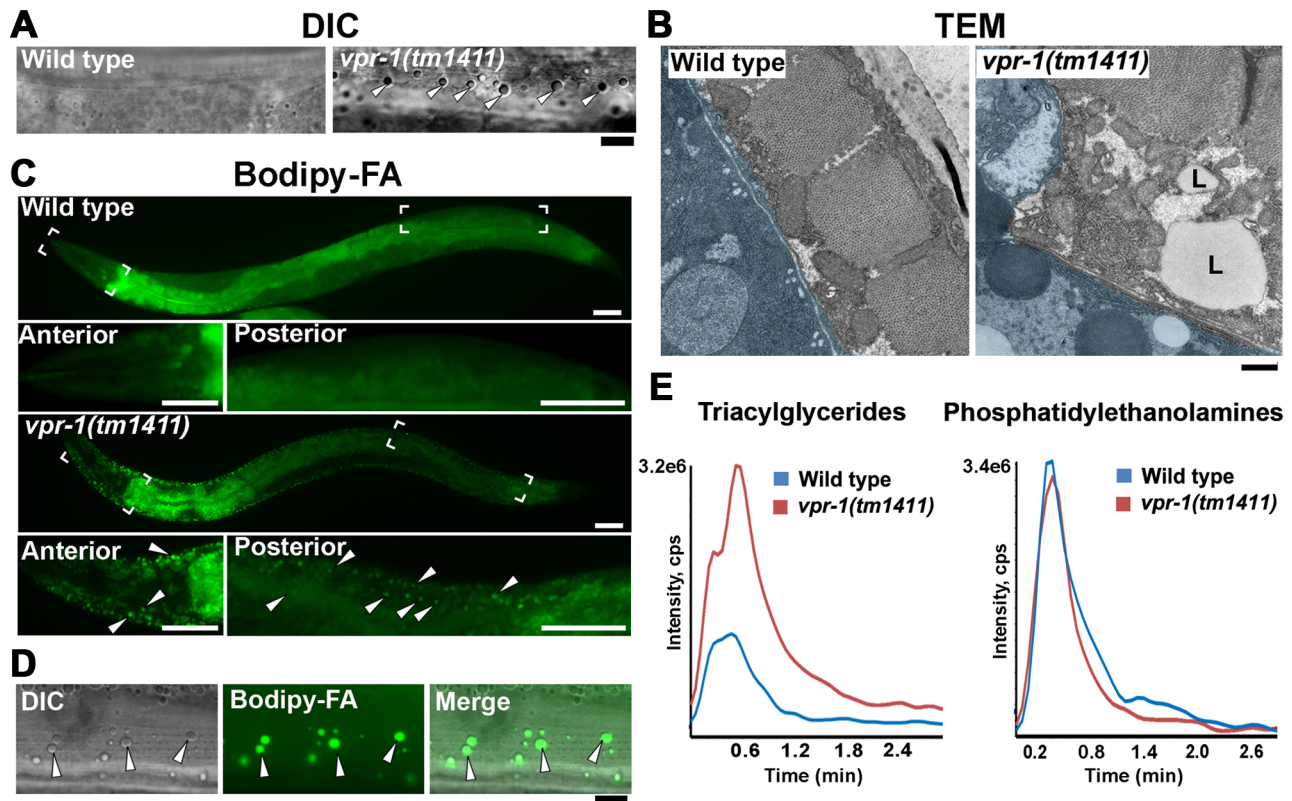 A
DIC
Wild type
vpr-1(tm1411)
B
TEM
Wild type
vpr-1(tm1411)
L
L
C
Bodipy-FA
Wild type
Anterior
Posterior
vpr-1(tm1411)
Anterior
Posterior
D
DIC
Bodipy-FA
Merge
E
Triacylglycerides
3.2e6
Wild type
vpr-1(tm1411)
Intensity, cps
0.6 1.2 1.8 2.4
Time (min)
Phosphatidylethanolamines
3.4e6
Wild type
vpr-1(tm1411)
Intensity, cps
0.2 0.8 1.4 2.0 2.6
Time (min)